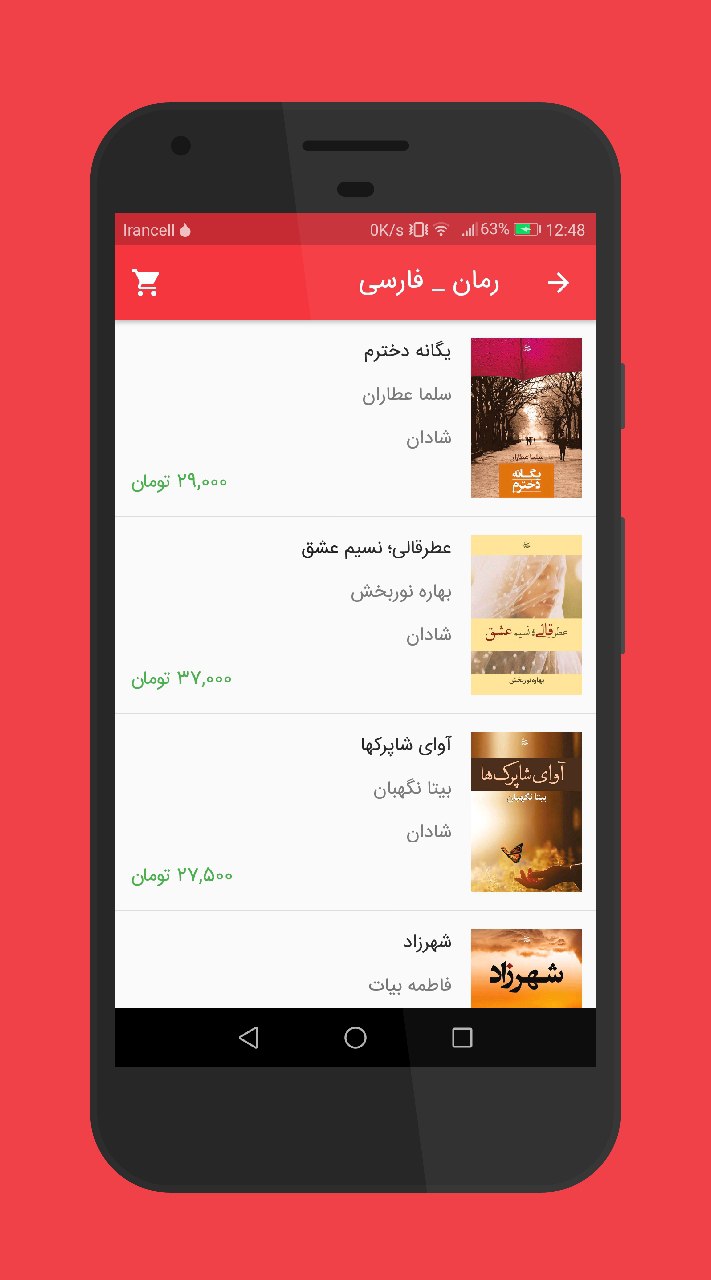 Irancell 0K/s 63% 12:48
رمان _ فارسی
یگانه دخترم
سلما عطاران
شادان
۲۹,۰۰۰ تومان
سلما عطاران
یگانه
دخترم
عطرقالی؛ نسیم عشق
بهاره نوربخش
شادان
۳۷,۰۰۰ تومان
عطرقالی؛ نسیم عشق
بهاره نوربخش
آوای شاپرکها
بیتا نگهبان
شادان
۲۷,۵۰۰ تومان
آوای شاپرک‌ها
بیتا نگهبان
شهرزاد
فاطمه بیات
شهرزاد